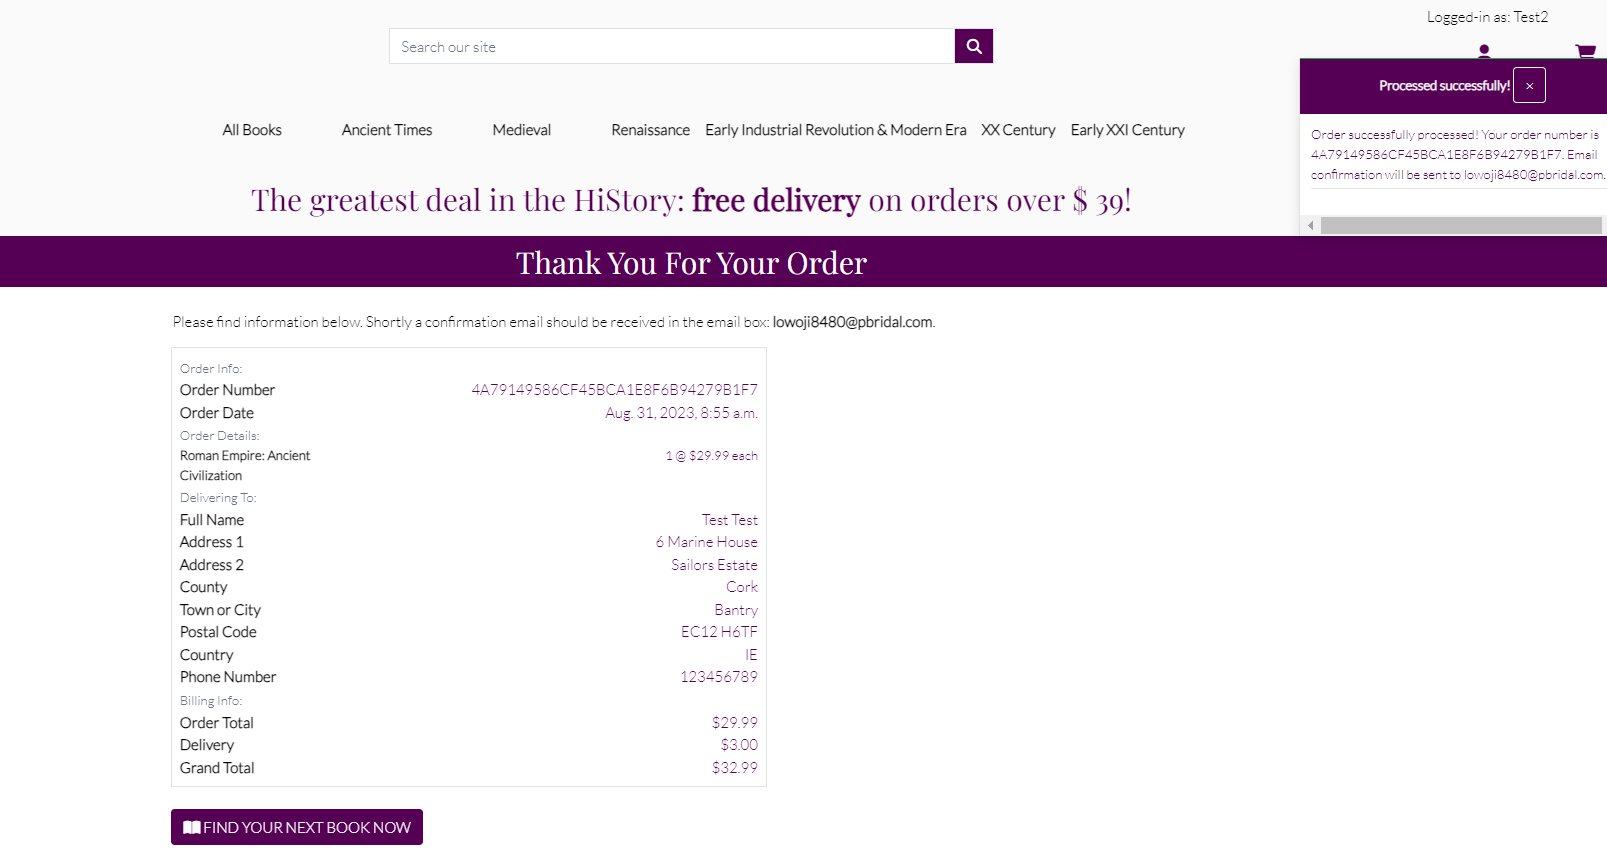 Logged-in as: Test2
Search our site
Processed successfully! ×
Order successfully processed! Your order number is
4A79149586CF45BCA1E8F6B94279B1F7. Email
confirmation will be sent to lowoji8480@pbridal.com.
All Books Ancient Times Medieval Renaissance Early Industrial Revolution & Modern Era XX Century Early XXI Century
The greatest deal in the HiStory: free delivery on orders over $ 39!
Thank You For Your Order
Please find information below. Shortly a confirmation email should be received in the email box: lowoji8480@pbridal.com.
Order Info:
Order Number 4A79149586CF45BCA1E8F6B94279B1F7
Order Date Aug. 31, 2023, 8:55 a.m.
Order Details:
Roman Empire: Ancient 1 @ $29.99 each
Civilization
Delivering To:
Full Name Test Test
Address 1 6 Marine House
Address 2 Sailors Estate
County Cork
Town or City Bantry
Postal Code EC12 H6TF
Country IE
Phone Number 123456789
Billing Info:
Order Total $29.99
Delivery $3.00
Grand Total $32.99
FIND YOUR NEXT BOOK NOW